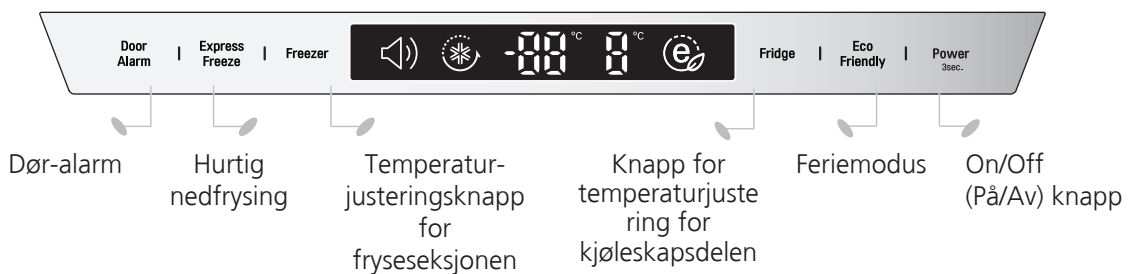 Door
Alarm
|
Express
Freeze
|
Freezer
-88 °C
8 °C
e
Fridge
|
Eco
Friendly
|
Power
3sec.
Dør-alarm
Hurtig
nedfrysing
Temperatur-
justeringsknapp
for
fryseseksjonen
Knapp for
temperaturjuste
ring for
kjøleskapsdelen
Feriemodus
On/Off
(På/Av) knapp